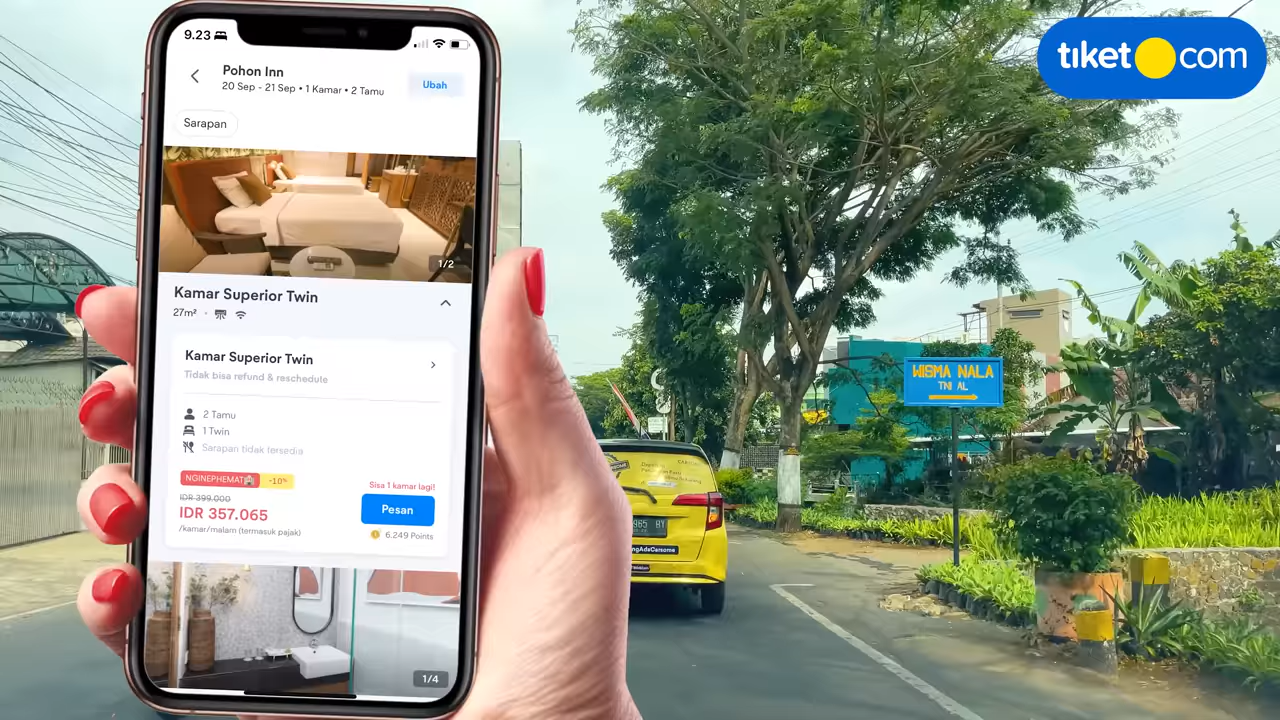 9.23
Pohon Inn
20 Sep - 21 Sep • 1 Kamar • 2 Tamu
Ubah
Sarapan
1/2
Kamar Superior Twin
27m²
Kamar Superior Twin
Tidak bisa refund & reschedule
2 Tamu
1 Twin
Sarapan tidak tersedia
NGINEPHEMAT
-10%
Sisa 1 kamar lagi!
IDR 399.000
IDR 357.065
Pesan
/kamar/malam (termasuk pajak)
6.249 Points
1/4
tiket.com
WISMA NALA
TNI AL
965 BY